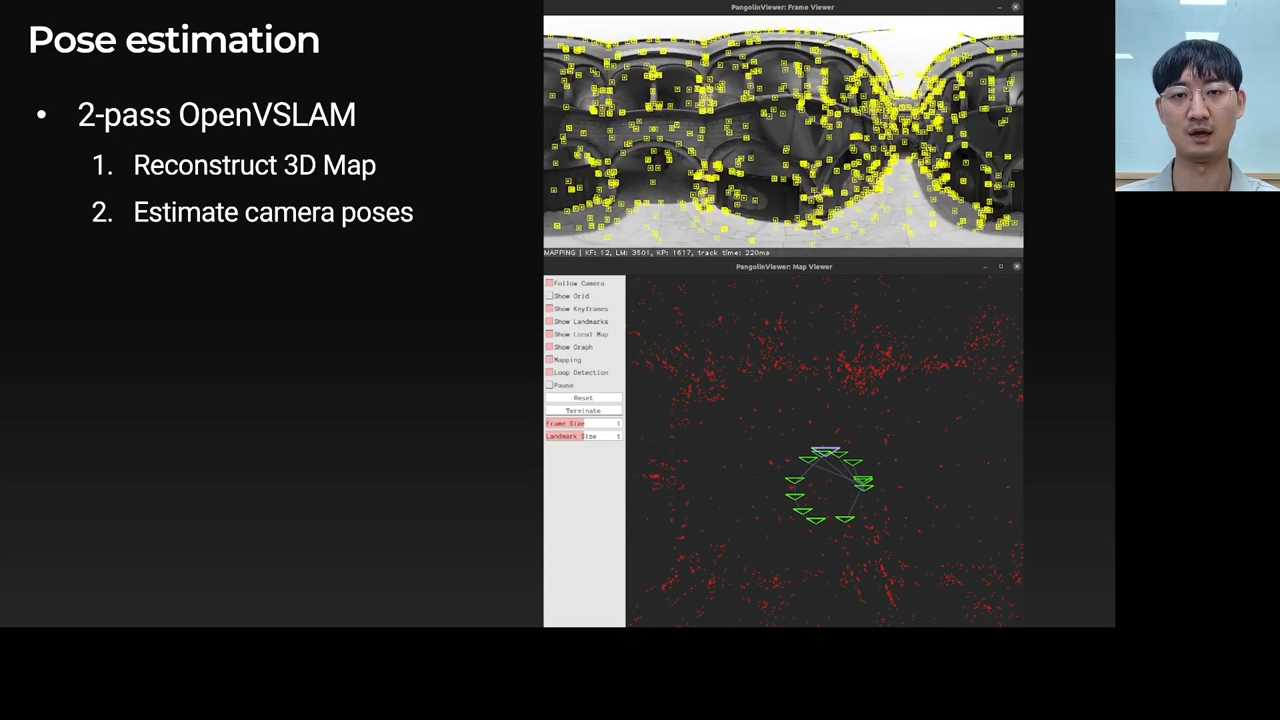 Pose estimation
• 2-pass OpenVSLAM
1. Reconstruct 3D Map
2. Estimate camera poses
PangolinViewer: Frame Viewer
MAPPING | KF: 12, LM: 3501, KP: 1617, track time: 220ms
PangolinViewer: Map Viewer
Follow Camera
Show Grid
Show Keyframes
Show Landmarks
Show Local Map
Show Graph
Mapping
Loop Detection
Pause
Reset
Terminate
Frame Size 1
Landmark Size 1